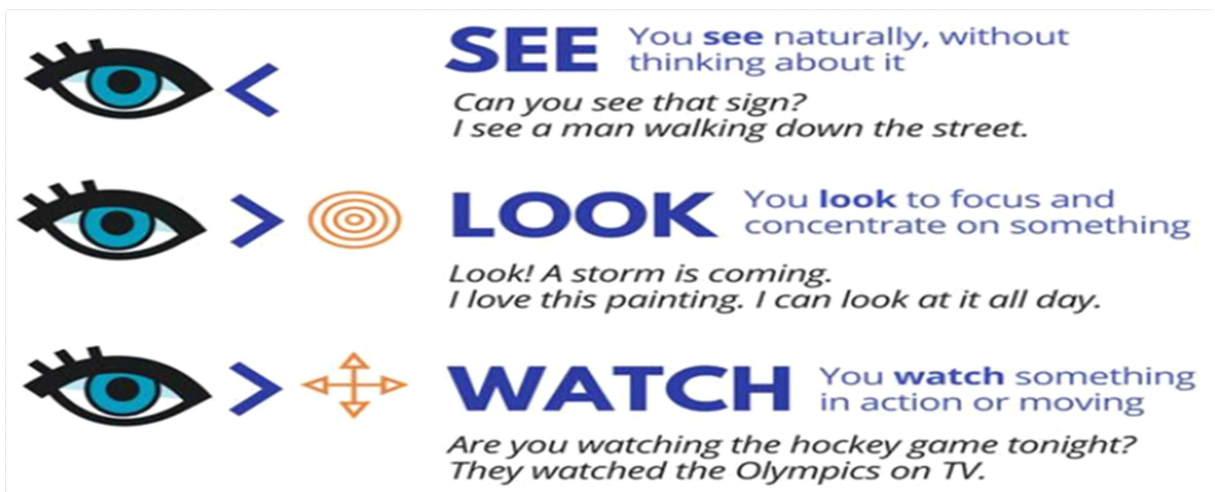 SEE You see naturally, without
thinking about it
Can you see that sign?
I see a man walking down the street.
LOOK You look to focus and
concentrate on something
Look! A storm is coming.
I love this painting. I can look at it all day.
WATCH You watch something
in action or moving
Are you watching the hockey game tonight?
They watched the Olympics on TV.